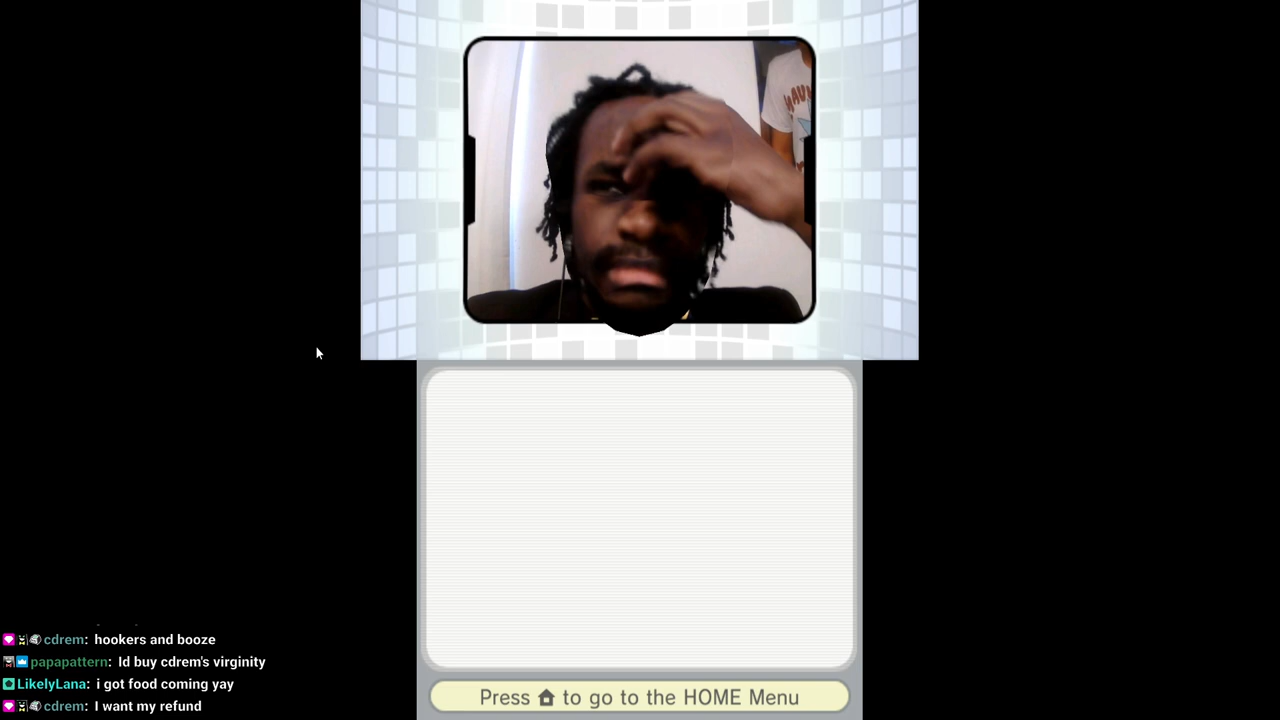 cdrem: hookers and booze
papapattern: Id buy cdrem's virginity
LikelyLana: i got food coming yay
cdrem: I want my refund
Press to go to the HOME Menu